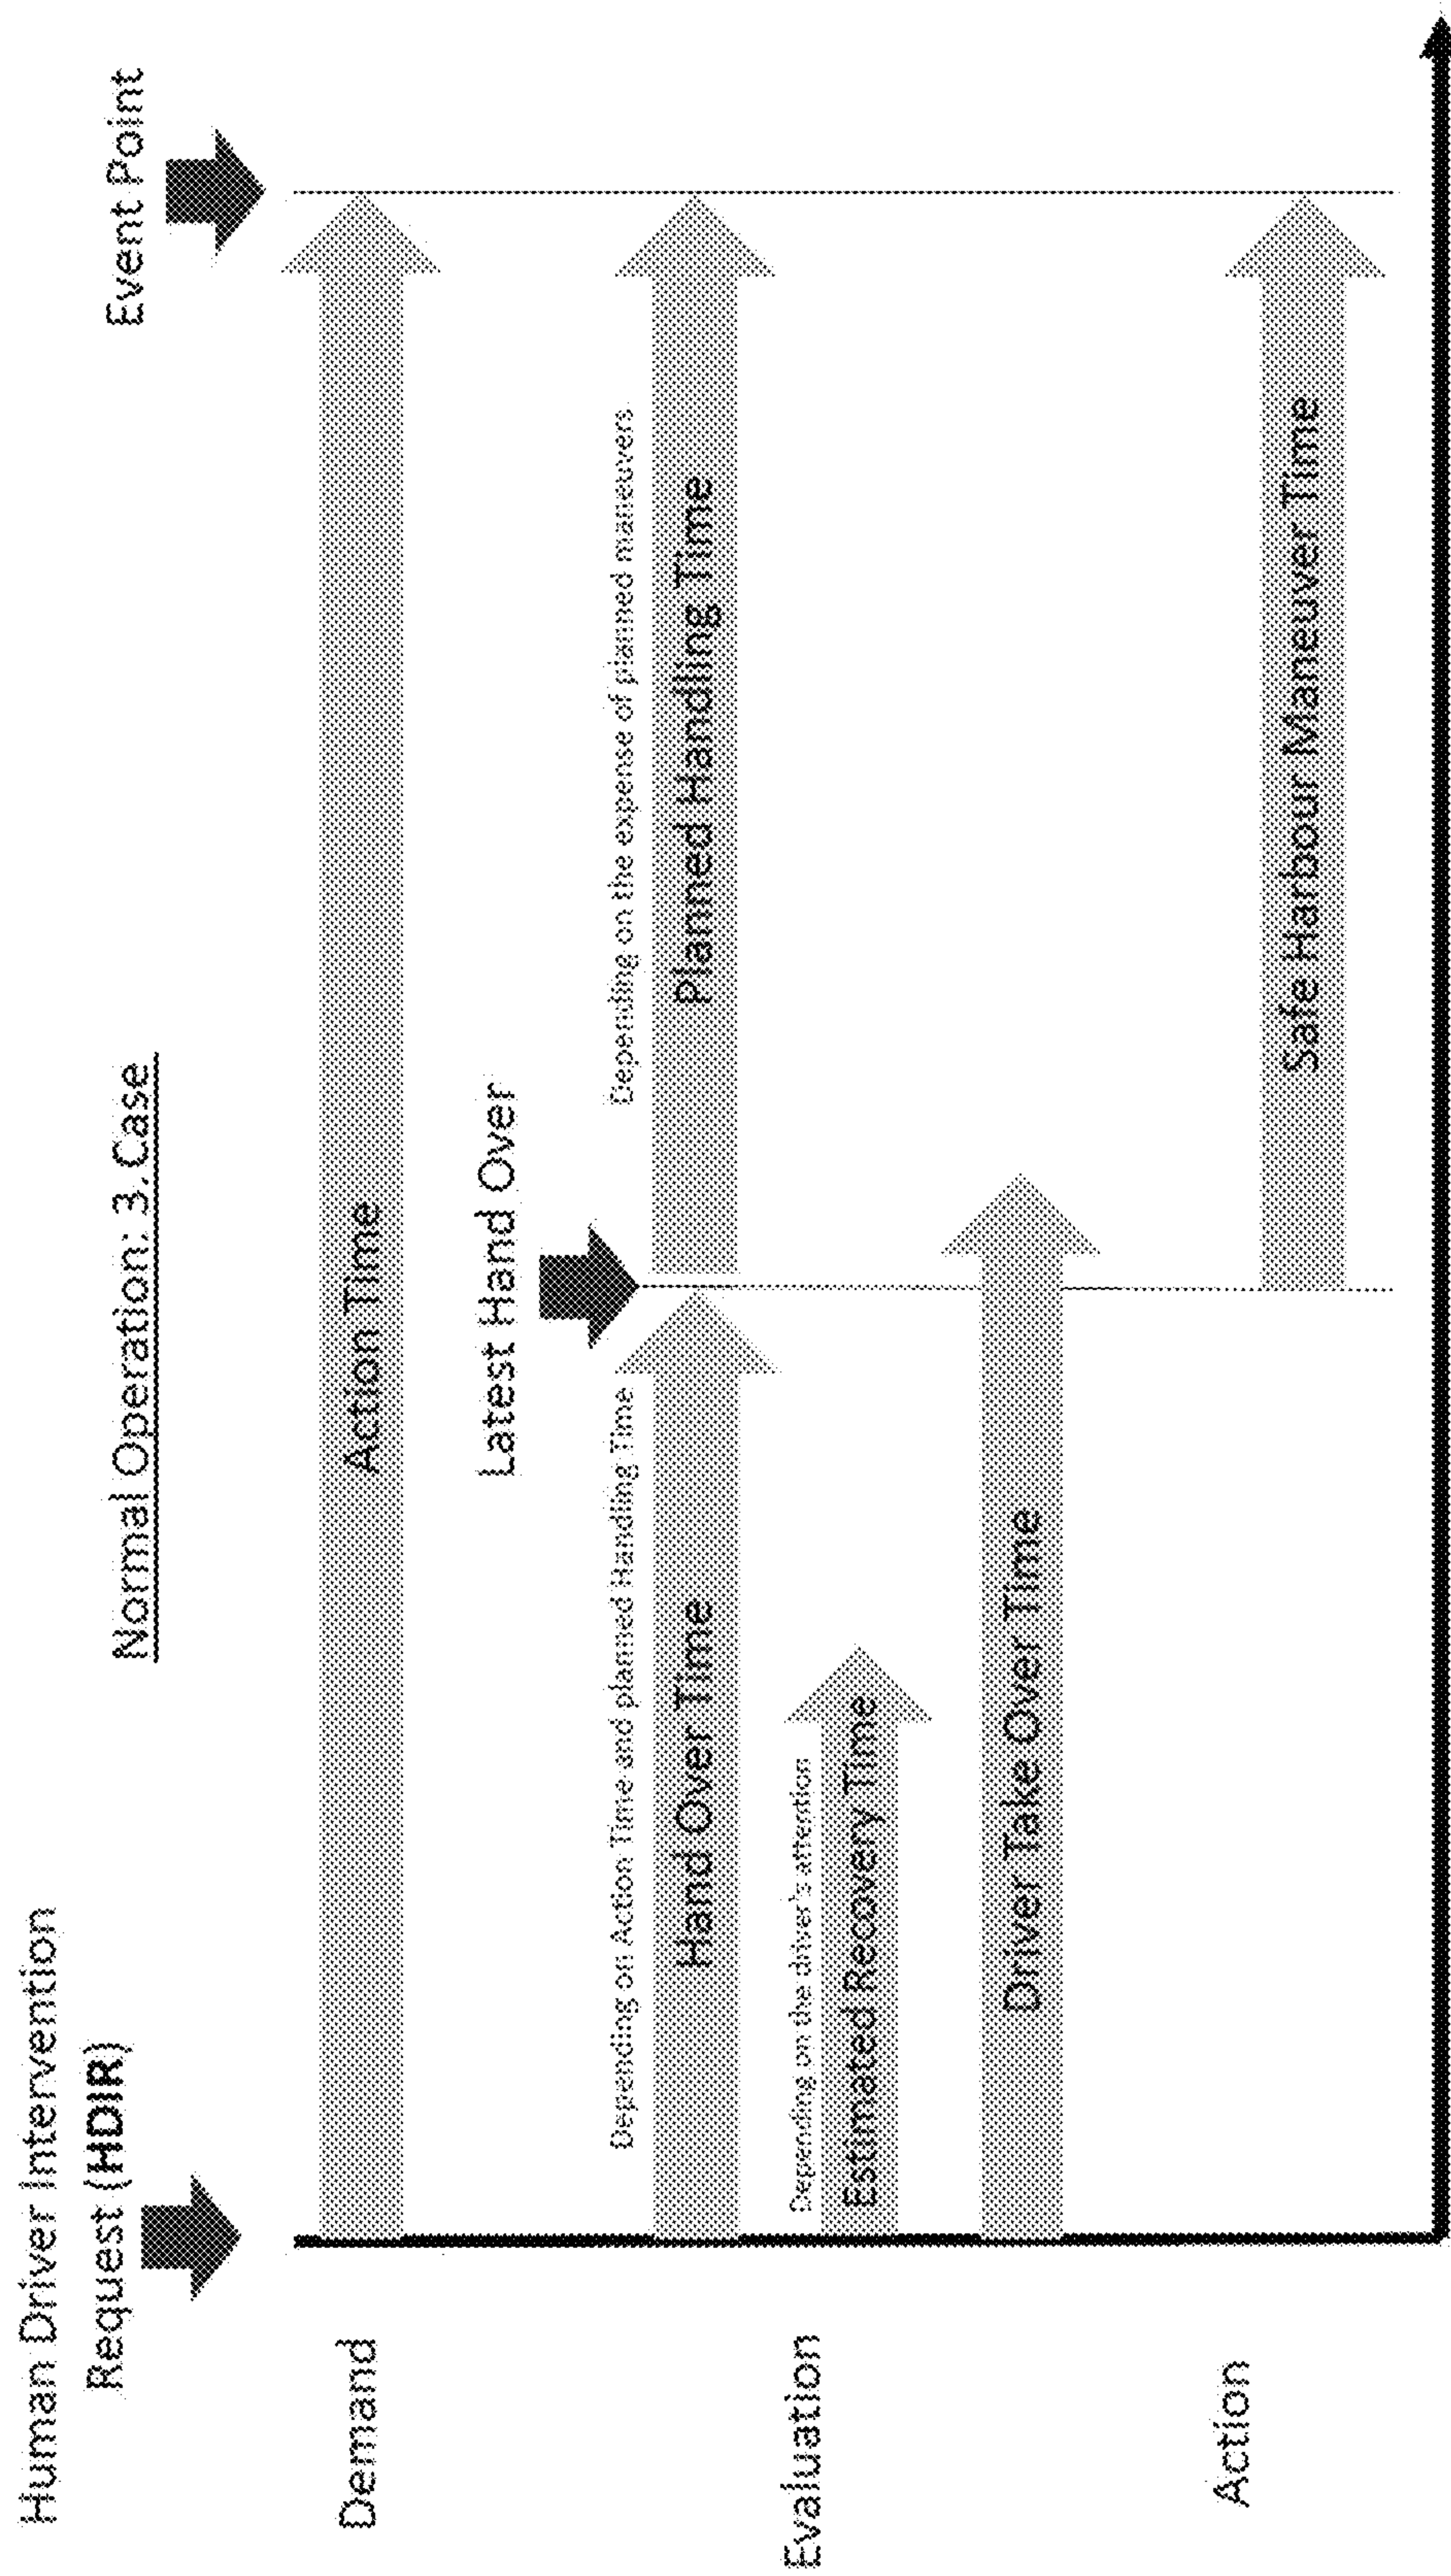 Human Driver Intervention
Request (HDIR)
Normal Operation: 3. Case
Event Point
Demand
Action Time
Latest Hand Over
Depending on Action Time and planned Handling Time
Depending on the expense of planned maneuvers
Hand Over Time
Planned Handling Time
Evaluation
Depending on the driver's attention
Estimated Recovery Time
Driver Take Over Time
Action
Safe Harbour Maneuver Time